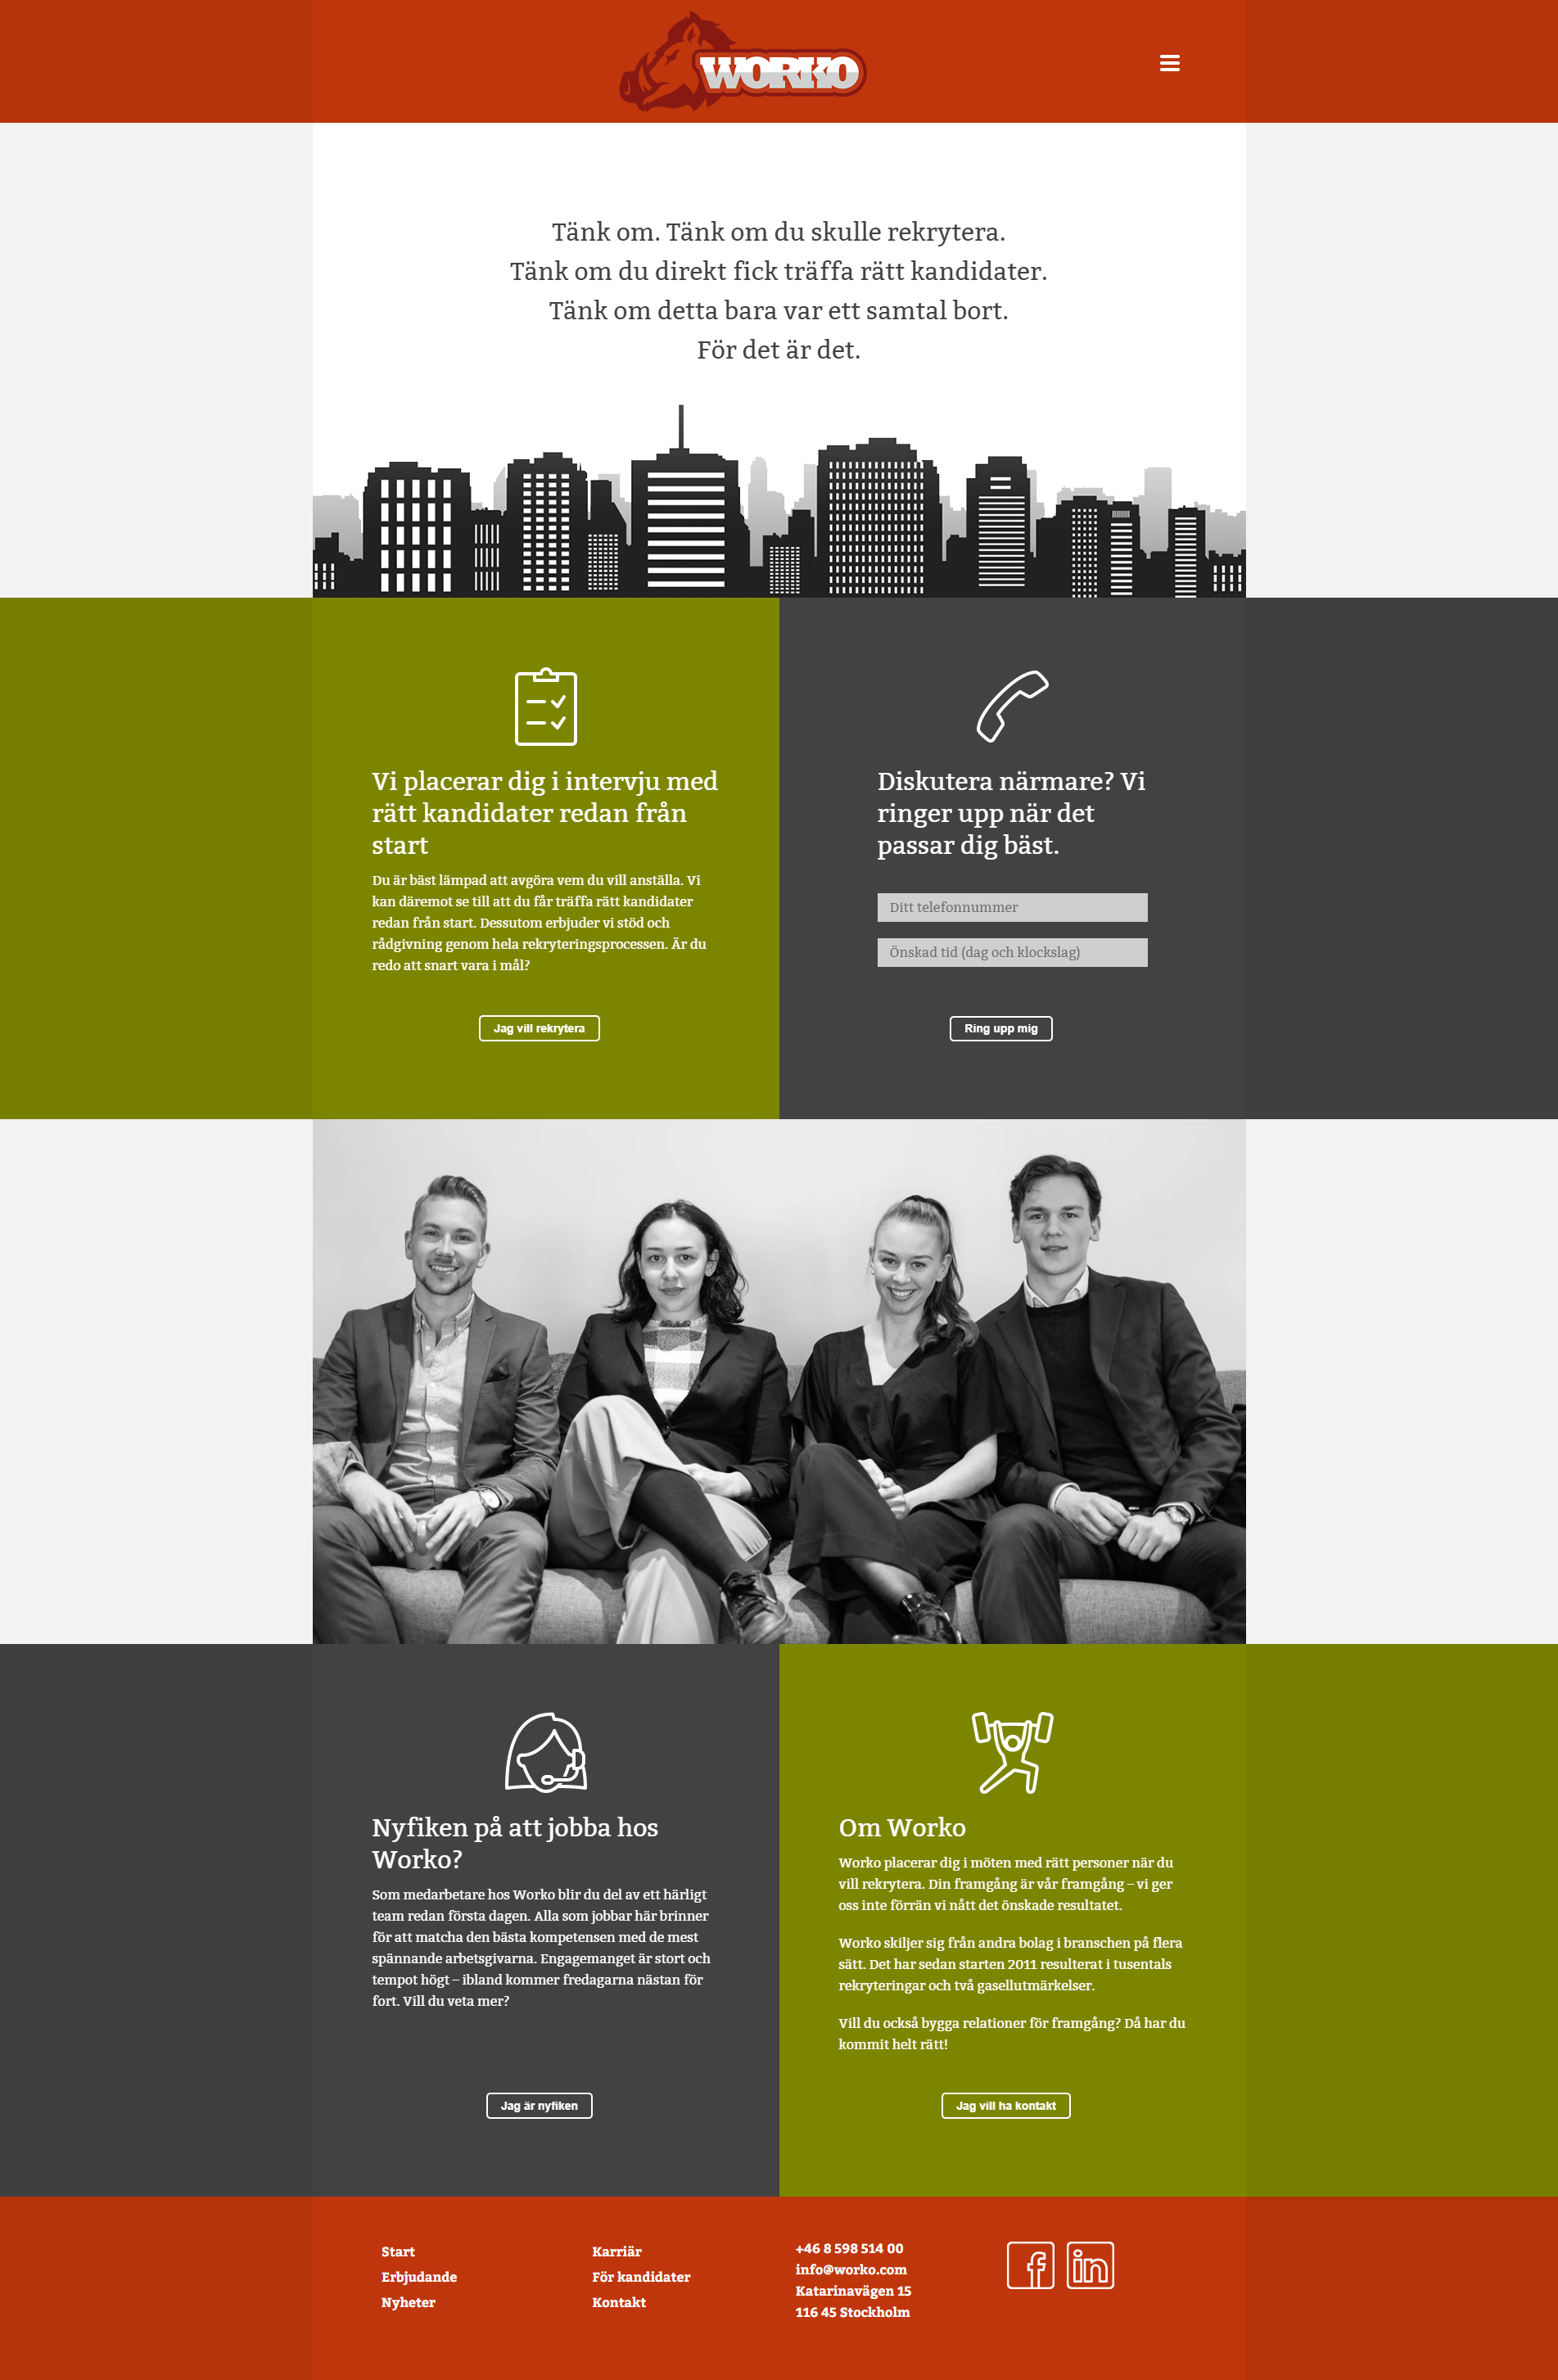 WORKO
Tänk om. Tänk om du skulle rekrytera.
Tänk om du direkt fick träffa rätt kandidater.
Tänk om detta bara var ett samtal bort.
För det är det.
Vi placerar dig i intervju med
rätt kandidater redan från
start
Du är bäst lämpad att avgöra vem du vill anställa. Vi
kan däremot se till att du får träffa rätt kandidater
redan från start. Dessutom erbjuder vi stöd och
rådgivning genom hela rekryteringsprocessen. Är du
redo att snart vara i mål?
Jag vill rekrytera
Diskutera närmare? Vi
ringer upp när det
passar dig bäst.
Ditt telefonnummer
Önskad tid (dag och klockslag)
Ring upp mig
Nyfiken på att jobba hos
Worko?
Som medarbetare hos Worko blir du del av ett härligt
team redan första dagen. Alla som jobbar här brinner
för att matcha den bästa kompetensen med de mest
spännande arbetsgivarna. Engagemanget är stort och
tempot högt – ibland kommer fredagarna nästan för
fort. Vill du veta mer?
Jag är nyfiken
Om Worko
Worko placerar dig i möten med rätt personer när du
vill rekrytera. Din framgång är vår framgång – vi ger
oss inte förrän vi nått det önskade resultatet.
Worko skiljer sig från andra bolag i branschen på flera
sätt. Det har sedan starten 2011 resulterat i tusentals
rekryteringar och två gasellutmärkelser.
Vill du också bygga relationer för framgång? Då har du
kommit helt rätt!
Jag vill ha kontakt
Start
Erbjudande
Nyheter
Karriär
För kandidater
Kontakt
+46 8 598 514 00
info@worko.com
Katarinavägen 15
116 45 Stockholm
f
in